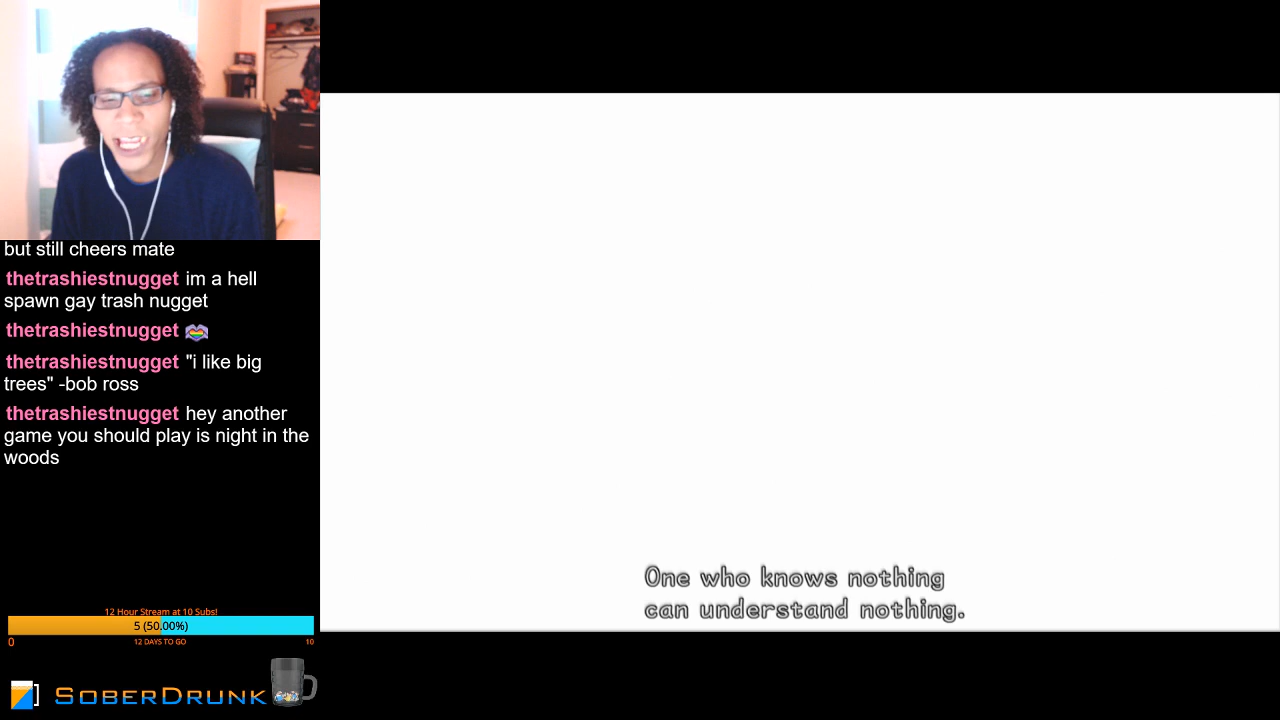 but still cheers mate
thetrashiestnugget im a hell
spawn gay trash nugget
thetrashiestnugget
thetrashiestnugget "i like big
trees" -bob ross
thetrashiestnugget hey another
game you should play is night in the
woods
12 Hour Stream at 10 Subs!
5 (50.00%)
0
12 DAYS TO GO
10
SOBERDRUNK
One who knows nothing
can understand nothing.